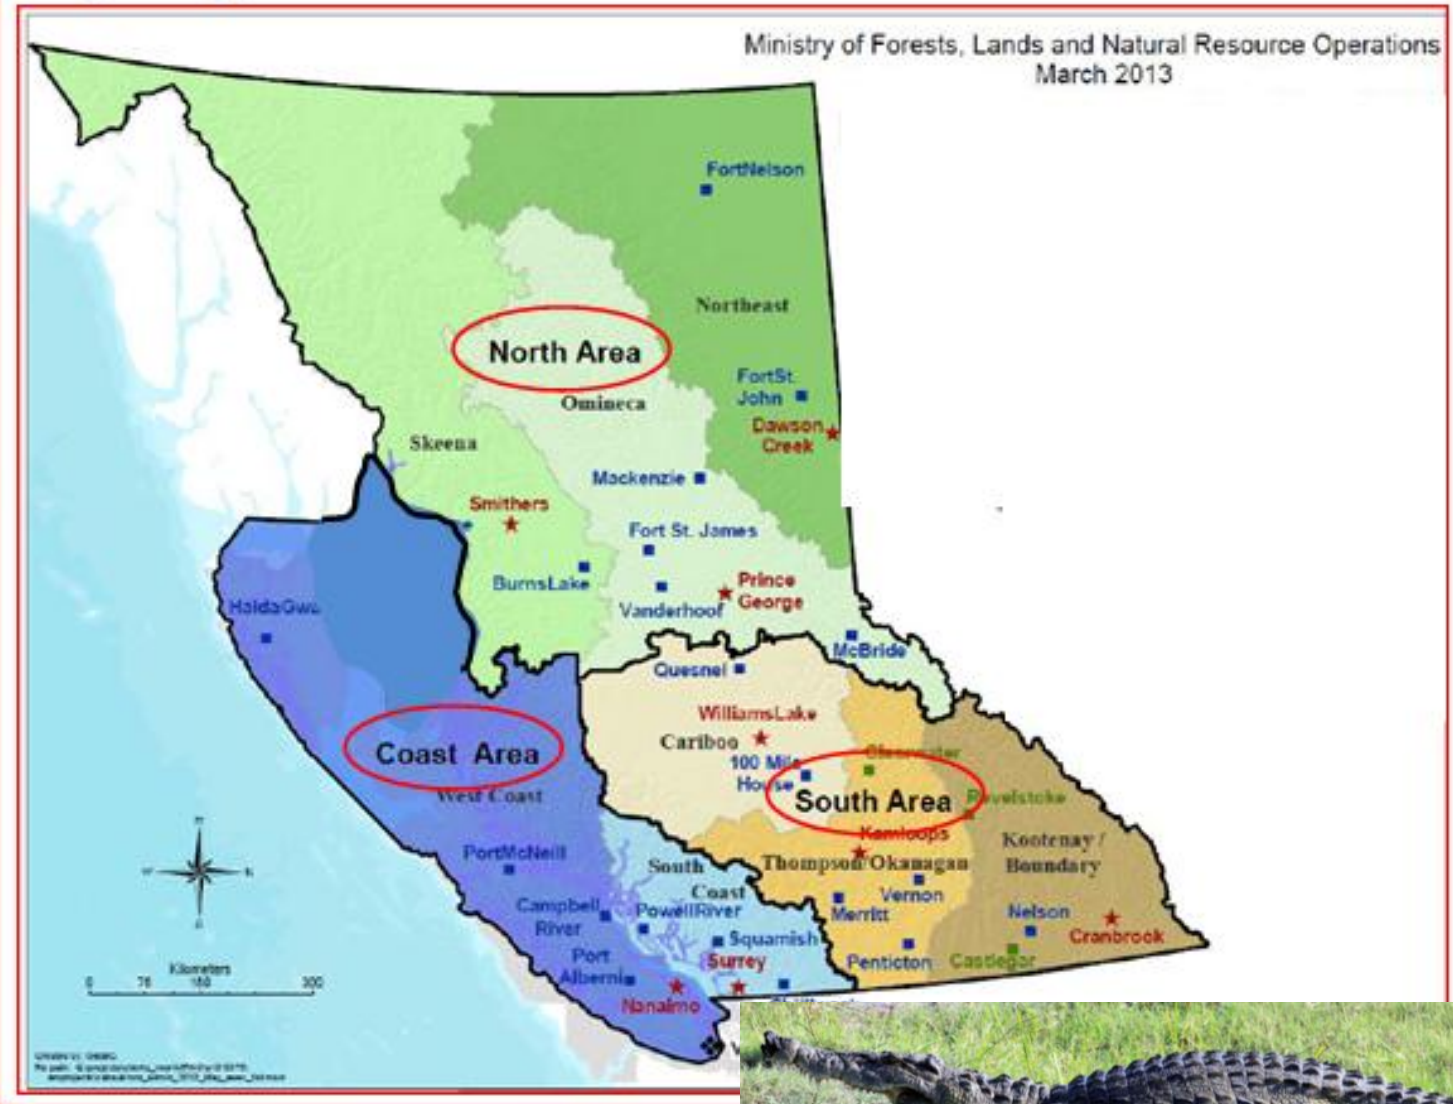 Ministry of Forests, Lands and Natural Resource Operations
March 2013
FortNelson
Northeast
North Area
FortSt.
John
Omineca
Dawson
Creek
Skeena
Mackenzie
Smithers
Fort St. James
BurnsLake
Prince
George
Vanderhoof
HaidaGwa
McBride
Quesnel
WilliamsLake
Cariboo
Coast Area
Clearwater
100 Mile
House
South Area
West Coast
Revelstoke
Kamloops
Kootenay /
Boundary
PortMcNeill
South
Coast
Thompson/Okanagan
Vernon
Campbell
River
PowellRiver
Merritt
Nelson
Squamish
Cranbrook
Port
Alberni
Surrey
Penticton
Castlegar
Nanaimo
Kilometers
0 75 150 300